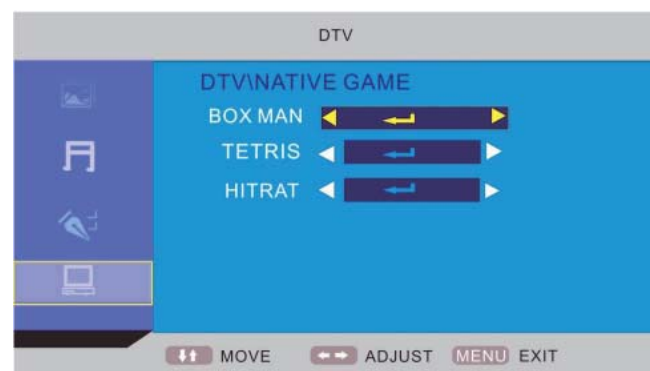 DTV
DTV\NATIVE GAME
BOX MAN
TETRIS
HITRAT
MOVE ADJUST MENU EXIT